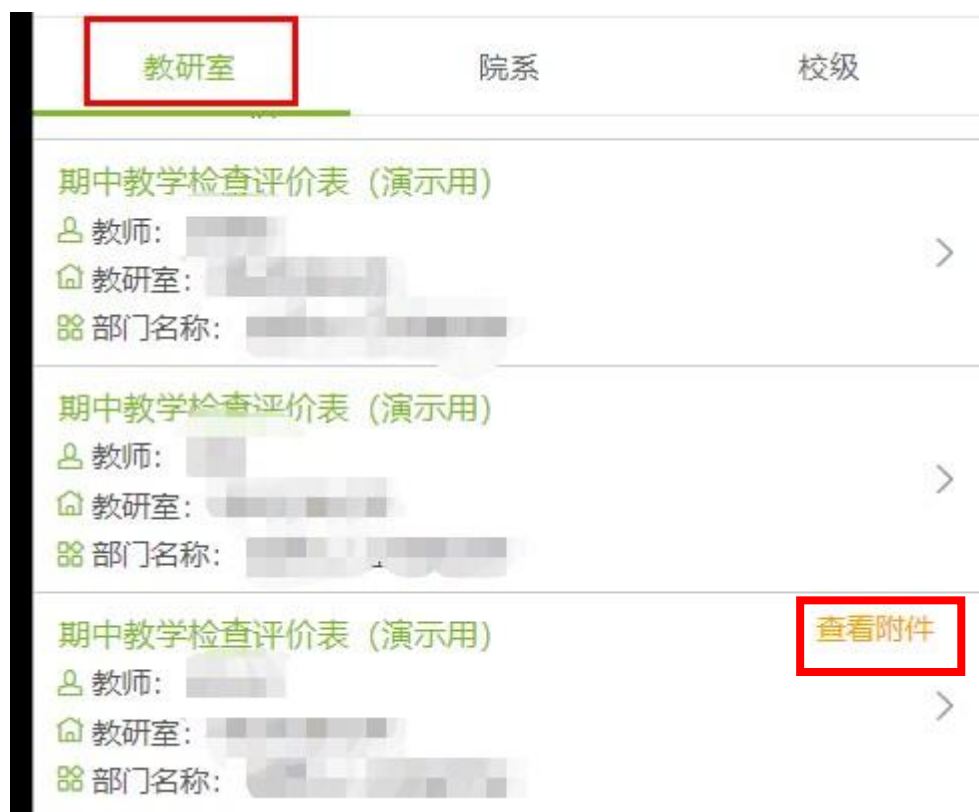 教研室 院系 校级
期中教学检查评价表（演示用）
教师：
教研室：
部门名称：
期中教学检查评价表（演示用）
教师：
教研室：
部门名称：
期中教学检查评价表（演示用） 查看附件
教师：
教研室：
部门名称：